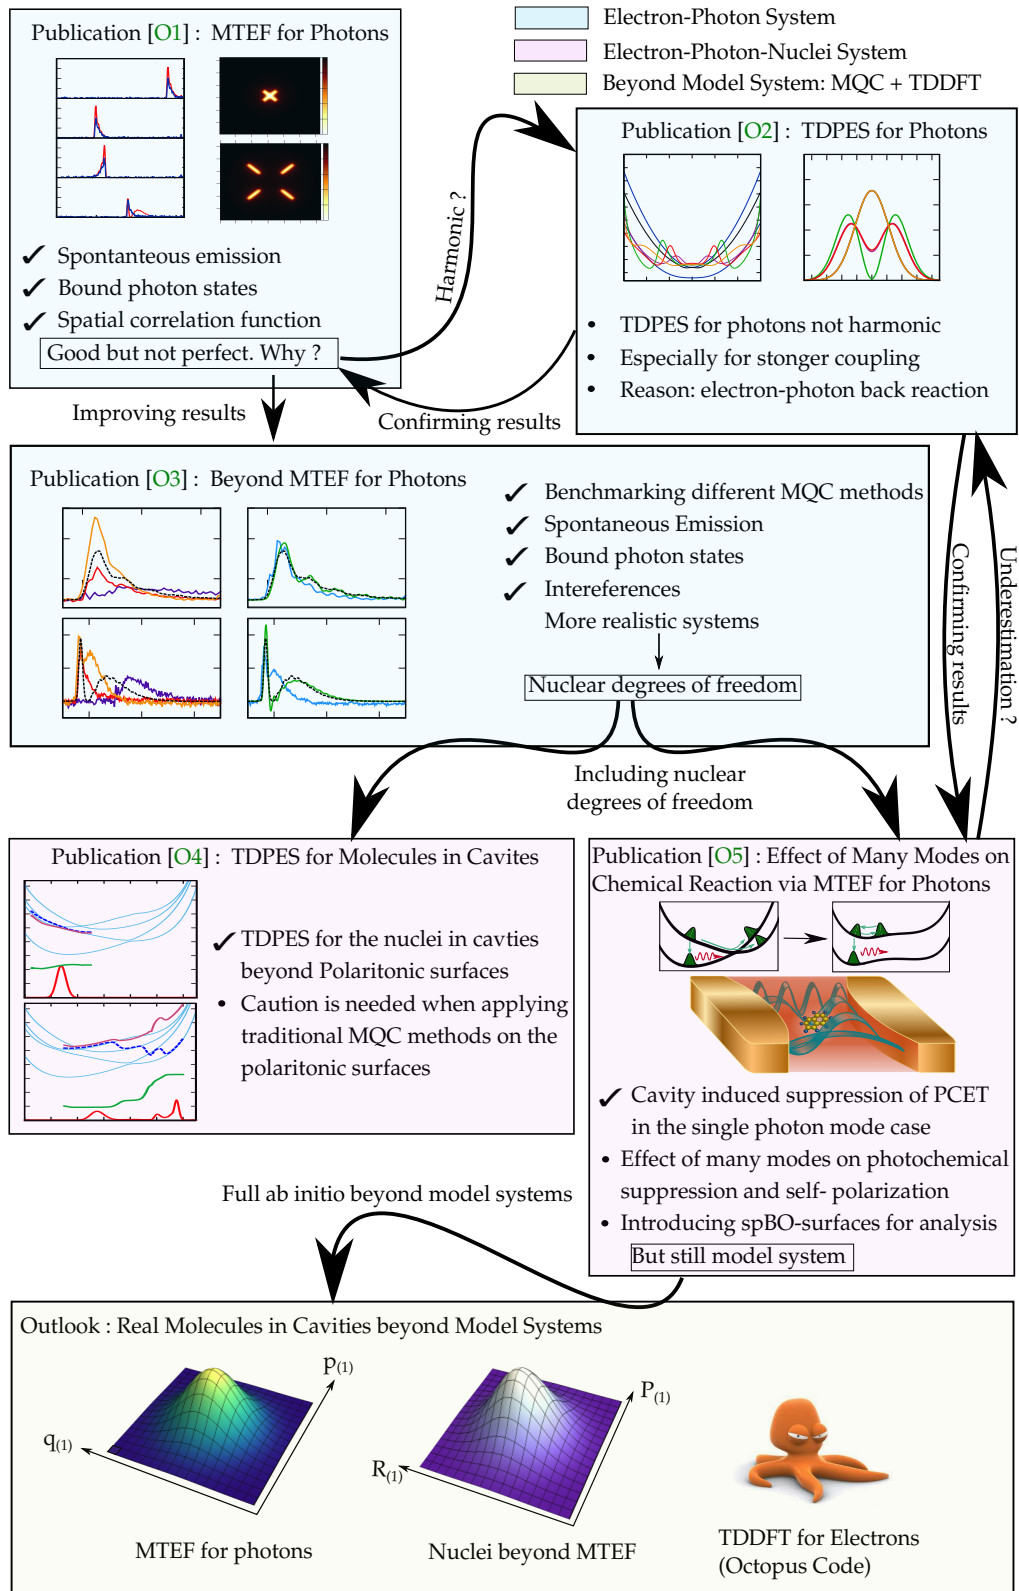 Electron-Photon System
Electron-Photon-Nuclei System
Beyond Model System: MQC + TDDFT
Publication [O1] : MTEF for Photons
✓ Spontanteous emission
✓ Bound photon states
✓ Spatial correlation function
Good but not perfect. Why ?
Harmonic ?
Publication [O2] : TDPES for Photons
• TDPES for photons not harmonic
• Especially for stonger coupling
• Reason: electron-photon back reaction
Improving results
Confirming results
Publication [O3] : Beyond MTEF for Photons
✓ Benchmarking different MQC methods
✓ Spontaneous Emission
✓ Bound photon states
✓ Intereferences
More realistic systems
Nuclear degrees of freedom
Confirming results
Underestimation ?
Including nuclear
degrees of freedom
Publication [O4] : TDPES for Molecules in Cavites
✓ TDPES for the nuclei in cavties
beyond Polaritonic surfaces
• Caution is needed when applying
traditional MQC methods on the
polaritonic surfaces
Publication [O5] : Effect of Many Modes on
Chemical Reaction via MTEF for Photons
✓ Cavity induced suppression of PCET
in the single photon mode case
• Effect of many modes on photochemical
suppression and self- polarization
• Introducing spBO-surfaces for analysis
But still model system
Full ab initio beyond model systems
Outlook : Real Molecules in Cavities beyond Model Systems
p(1)
q(1)
MTEF for photons
P(1)
R(1)
Nuclei beyond MTEF
TDDFT for Electrons
(Octopus Code)